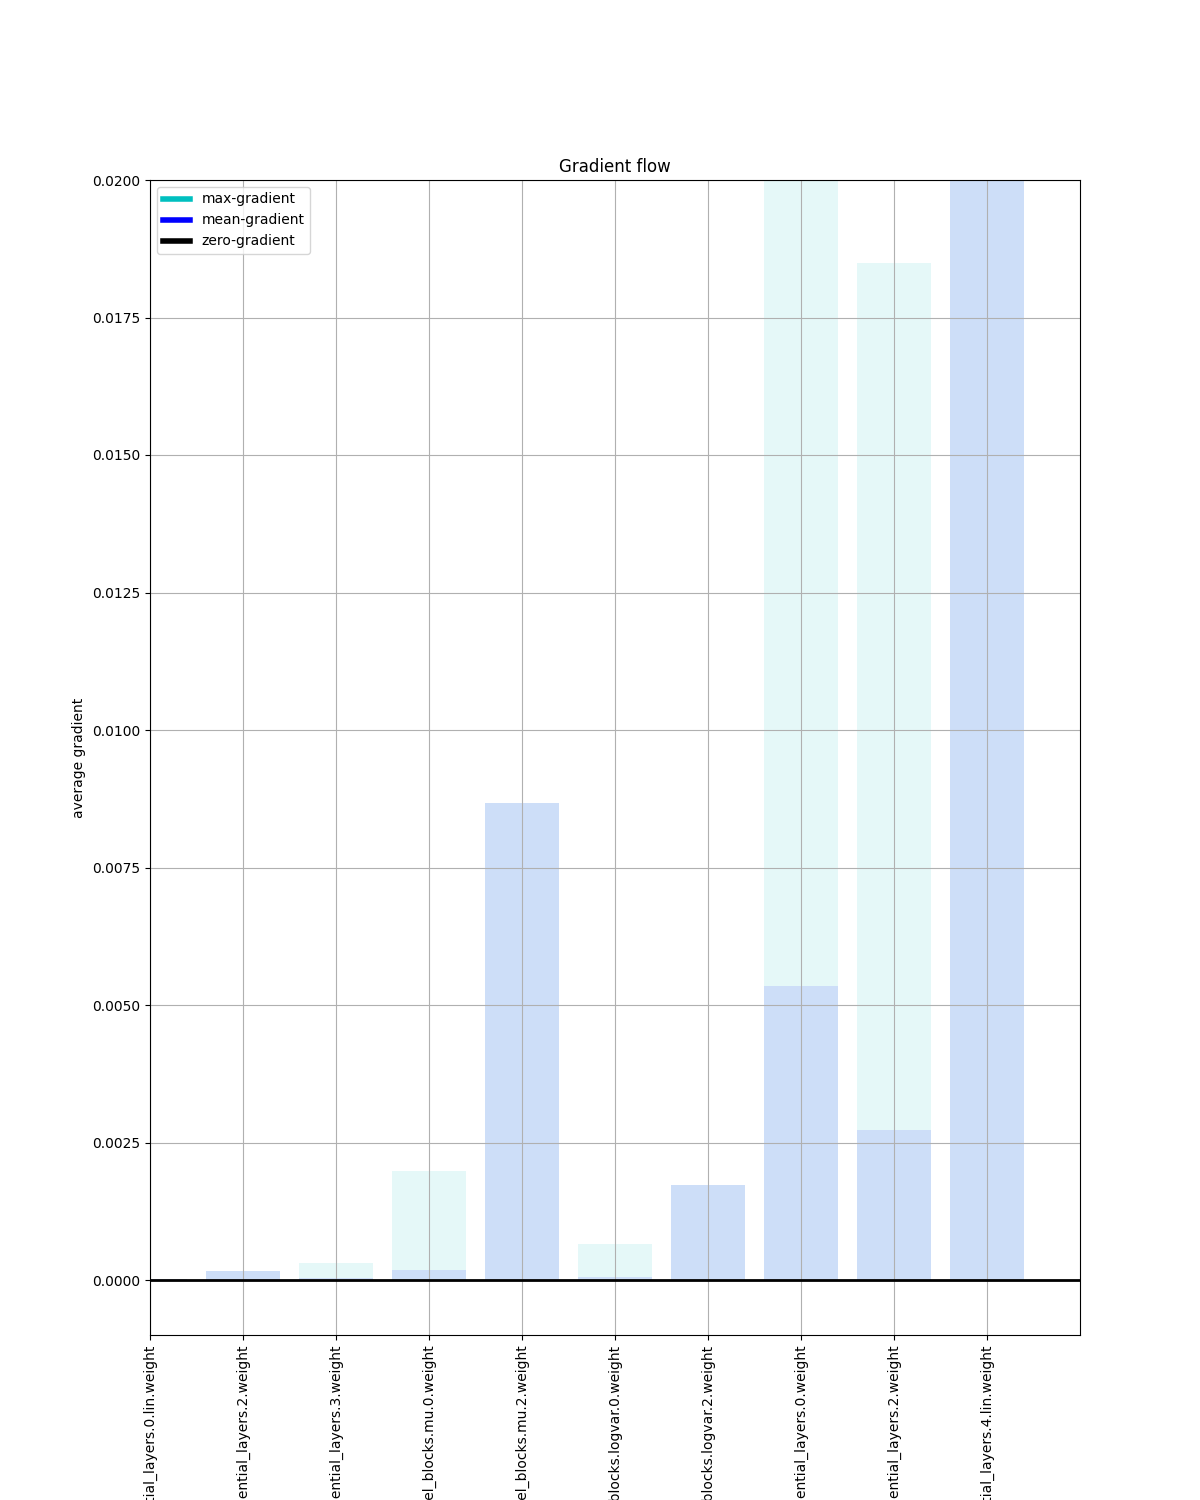 Gradient flow
max-gradient
mean-gradient
zero-gradient
0.0200
0.0175
0.0150
0.0125
0.0100
0.0075
0.0050
0.0025
0.0000
average gradient
tial_layers.0.lin.weight
ential_layers.2.weight
ential_layers.3.weight
el_blocks.mu.0.weight
el_blocks.mu.2.weight
blocks.logvar.0.weight
blocks.logvar.2.weight
ential_layers.0.weight
ential_layers.2.weight
tial_layers.4.lin.weight